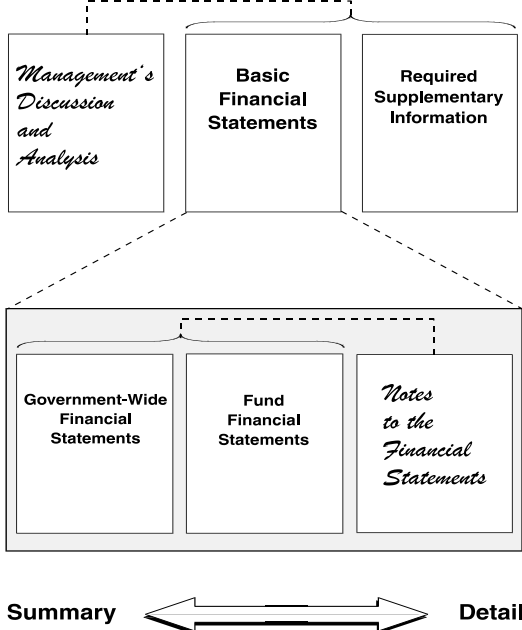 Management's
Discussion
and
Analysis
Basic
Financial
Statements
Required
Supplementary
Information
Government-Wide
Financial
Statements
Fund
Financial
Statements
Notes
to the
Financial
Statements
Summary
Detail